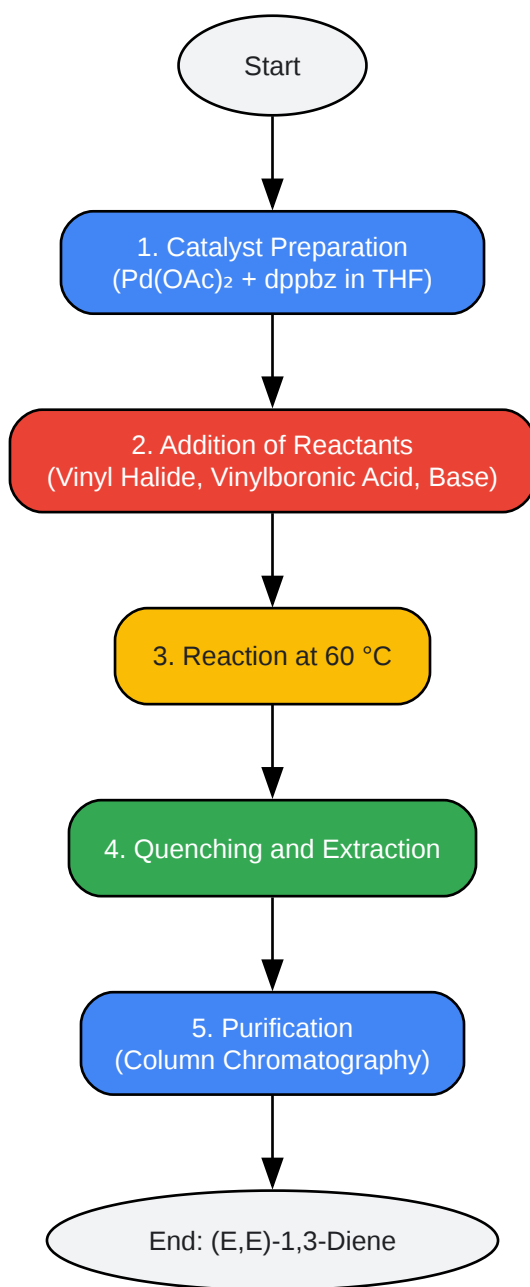 Start
1. Catalyst Preparation
(Pd(OAc)₂ + dppbz in THF)
2. Addition of Reactants
(Vinyl Halide, Vinylboronic Acid, Base)
3. Reaction at 60 °C
4. Quenching and Extraction
5. Purification
(Column Chromatography)
End: (E,E)-1,3-Diene